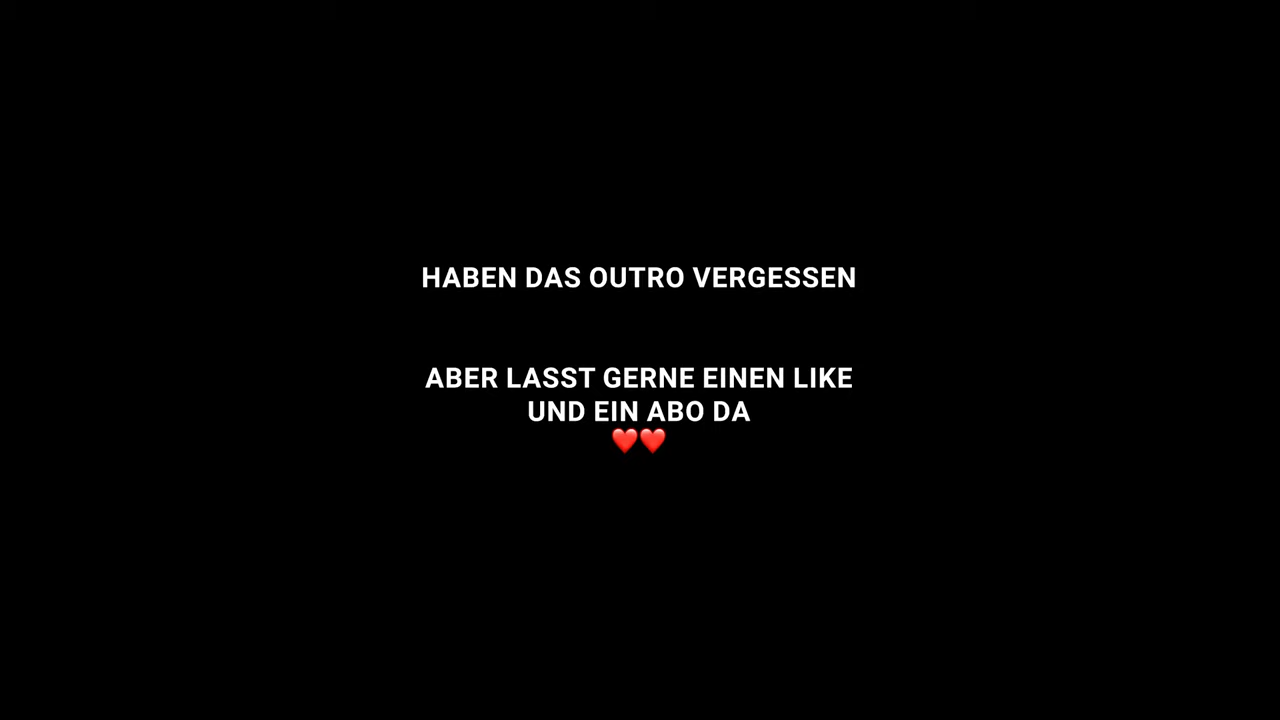 HABEN DAS OUTRO VERGESSEN
ABER LASST GERNE EINEN LIKE
UND EIN ABO DA
❤️❤️